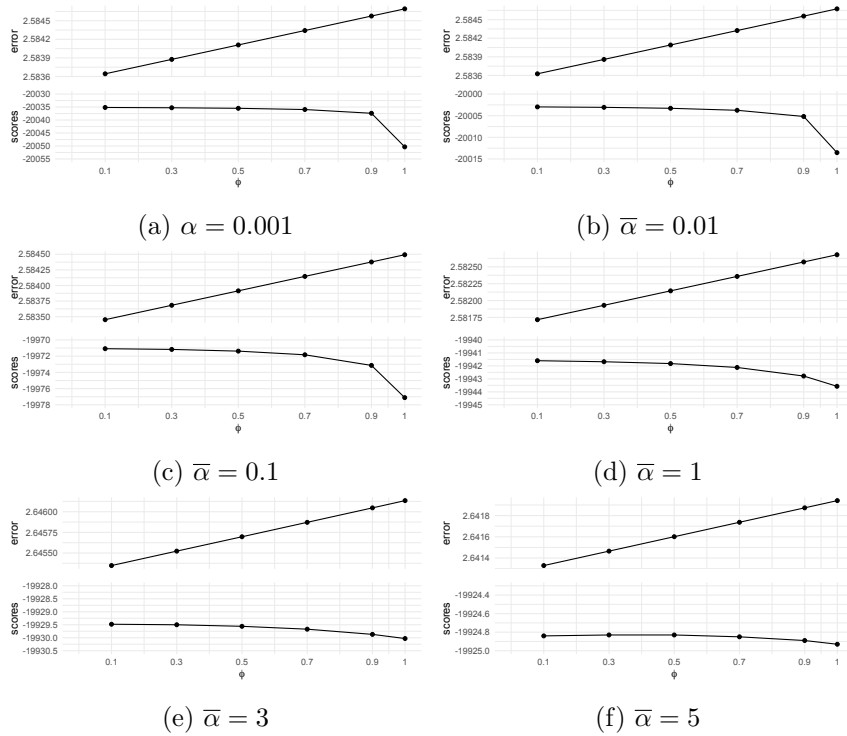 error
2.5845
2.5842
2.5839
2.5836
scores
-20030
-20035
-20040
-20045
-20050
-20055
0.1 0.3 0.5 0.7 0.9 1
ϕ
(a) α = 0.001
error
2.5845
2.5842
2.5839
2.5836
scores
-20000
-20005
-20010
-20015
0.1 0.3 0.5 0.7 0.9 1
ϕ
(b) α̅ = 0.01
error
2.58450
2.58425
2.58400
2.58375
2.58350
scores
-19970
-19972
-19974
-19976
-19978
0.1 0.3 0.5 0.7 0.9 1
ϕ
(c) α̅ = 0.1
error
2.58250
2.58225
2.58200
2.58175
scores
-19940
-19941
-19942
-19943
-19944
-19945
0.1 0.3 0.5 0.7 0.9 1
ϕ
(d) α̅ = 1
error
2.64600
2.64575
2.64550
scores
-19928.0
-19928.5
-19929.0
-19929.5
-19930.0
-19930.5
0.1 0.3 0.5 0.7 0.9 1
ϕ
(e) α̅ = 3
error
2.6418
2.6416
2.6414
scores
-19924.4
-19924.6
-19924.8
-19925.0
0.1 0.3 0.5 0.7 0.9 1
ϕ
(f) α̅ = 5